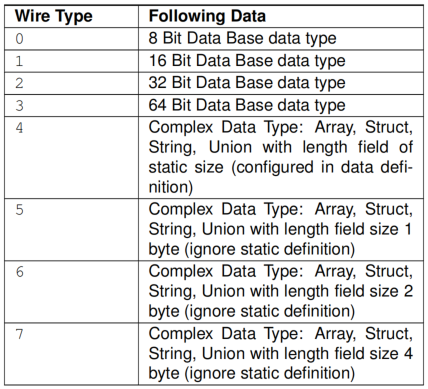 Wire Type Following Data
0 8 Bit Data Base data type
1 16 Bit Data Base data type
2 32 Bit Data Base data type
3 64 Bit Data Base data type
4 Complex Data Type: Array, Struct,
String, Union with length field of
static size (configured in data defi-
nition)
5 Complex Data Type: Array, Struct,
String, Union with length field size 1
byte (ignore static definition)
6 Complex Data Type: Array, Struct,
String, Union with length field size 2
byte (ignore static definition)
7 Complex Data Type: Array, Struct,
String, Union with length field size 4
byte (ignore static definition)